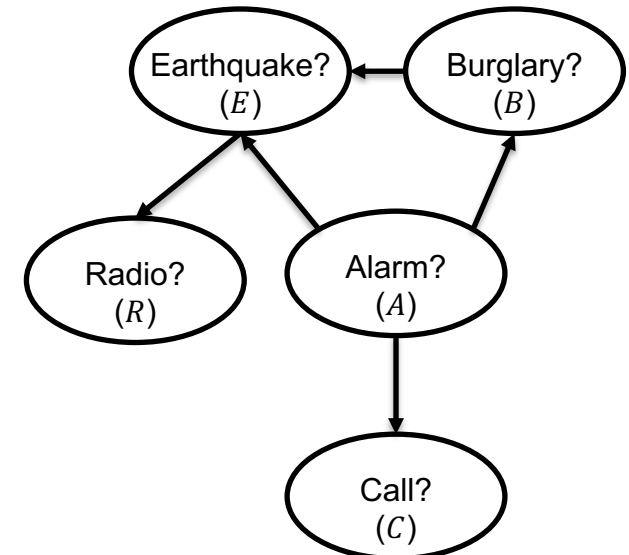 Earthquake?
(E)
Burglary?
(B)
Radio?
(R)
Alarm?
(A)
Call?
(C)